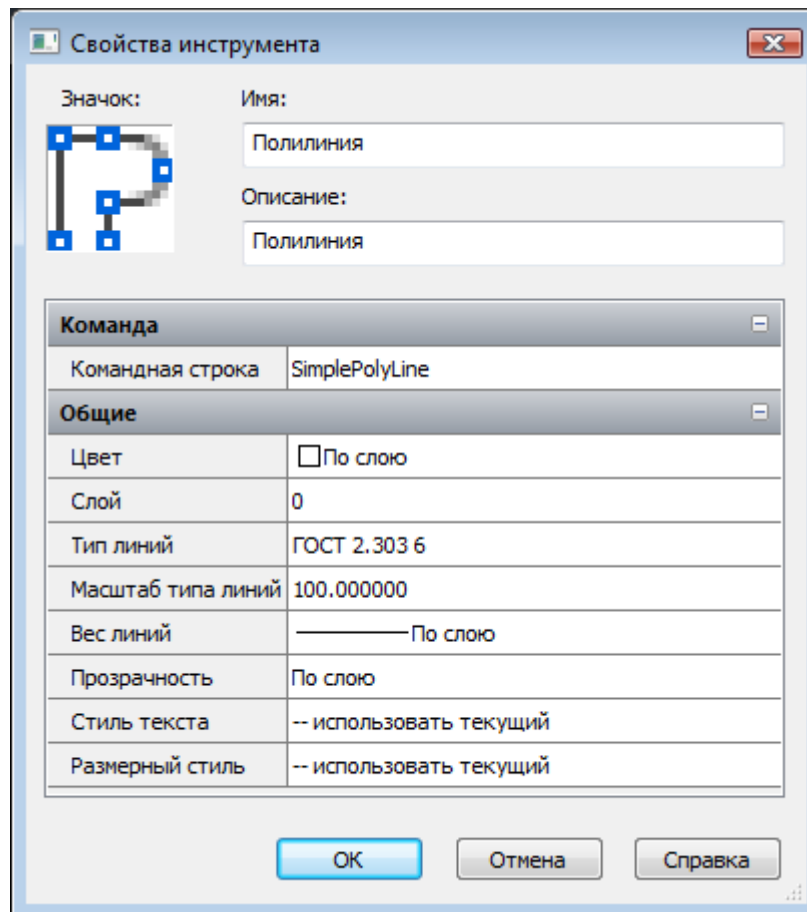 Свойства инструмента
Значок:
Имя:
Полилиния
Описание:
Полилиния
Команда
Командная строка SimplePolyLine
Общие
Цвет По слою
Слой 0
Тип линий ГОСТ 2.303 6
Масштаб типа линий 100.000000
Вес линий По слою
Прозрачность По слою
Стиль текста -- использовать текущий
Размерный стиль -- использовать текущий
ОК Отмена Справка